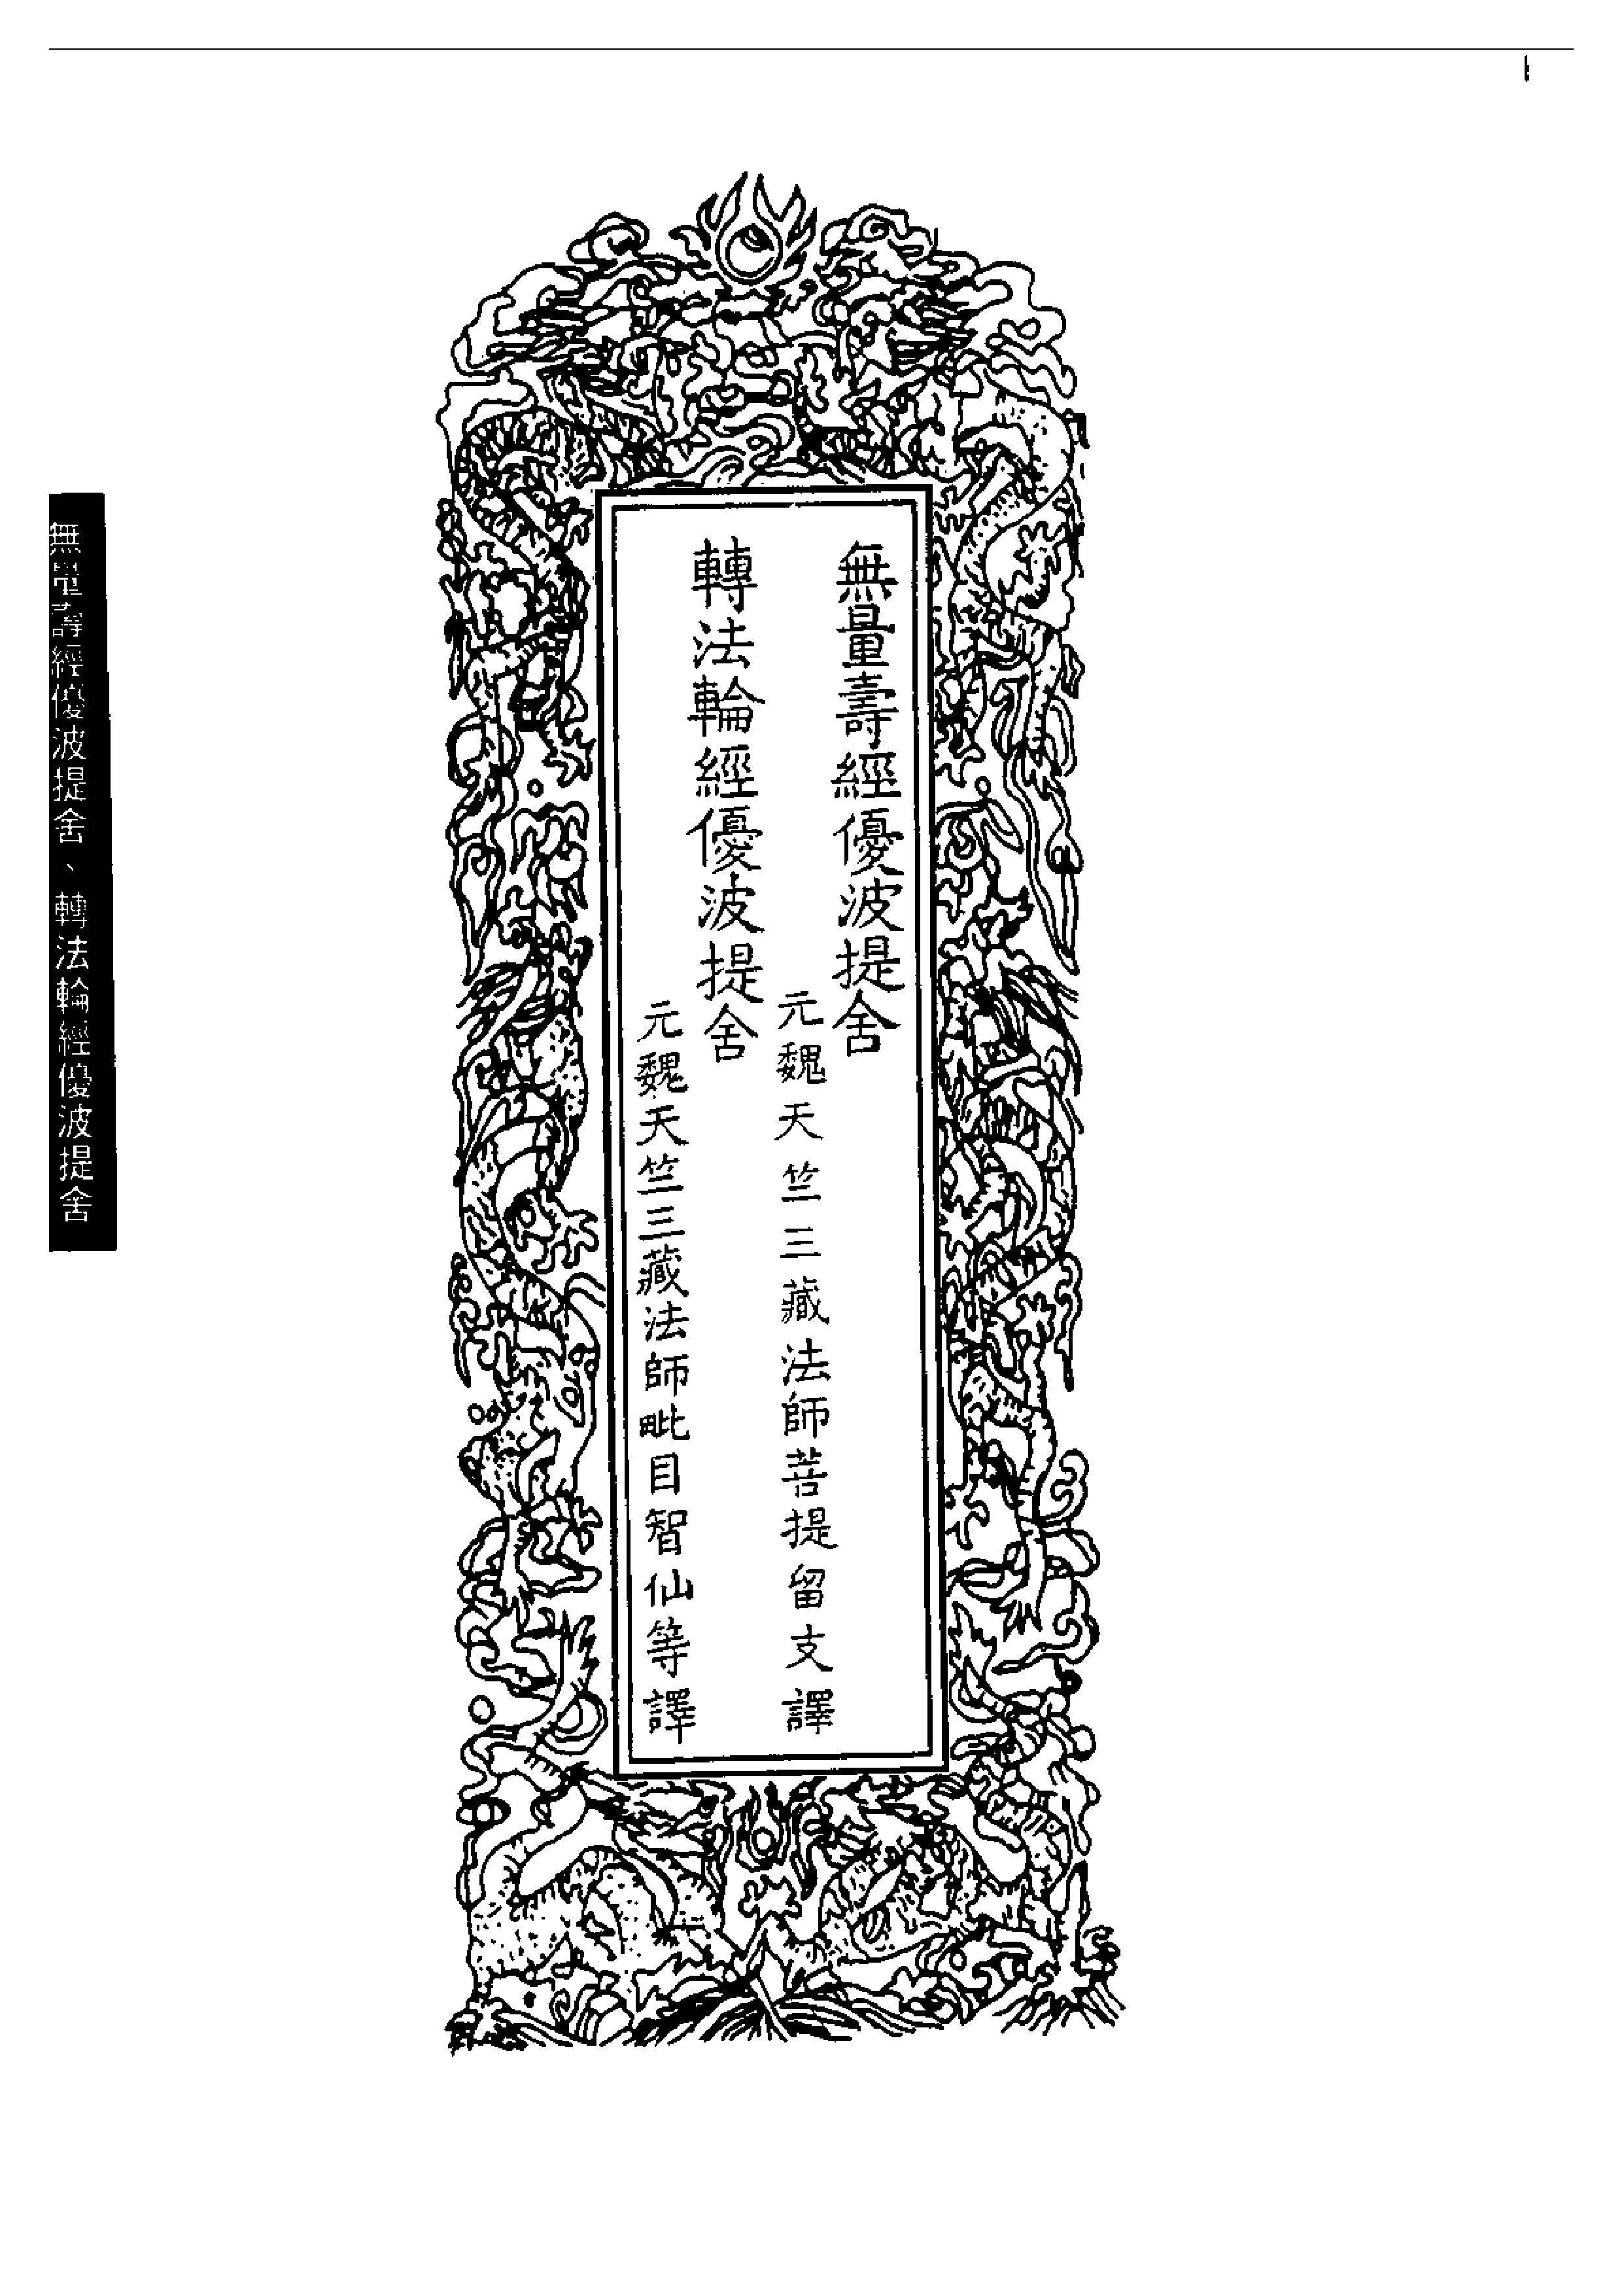 無量壽經優波提舍
元魏天竺三藏法師菩提留支譯
轉法輪經優波提舍
元魏天竺三藏法師毗目智仙等譯
無量壽經優波提舍、轉法輪經優波提舍